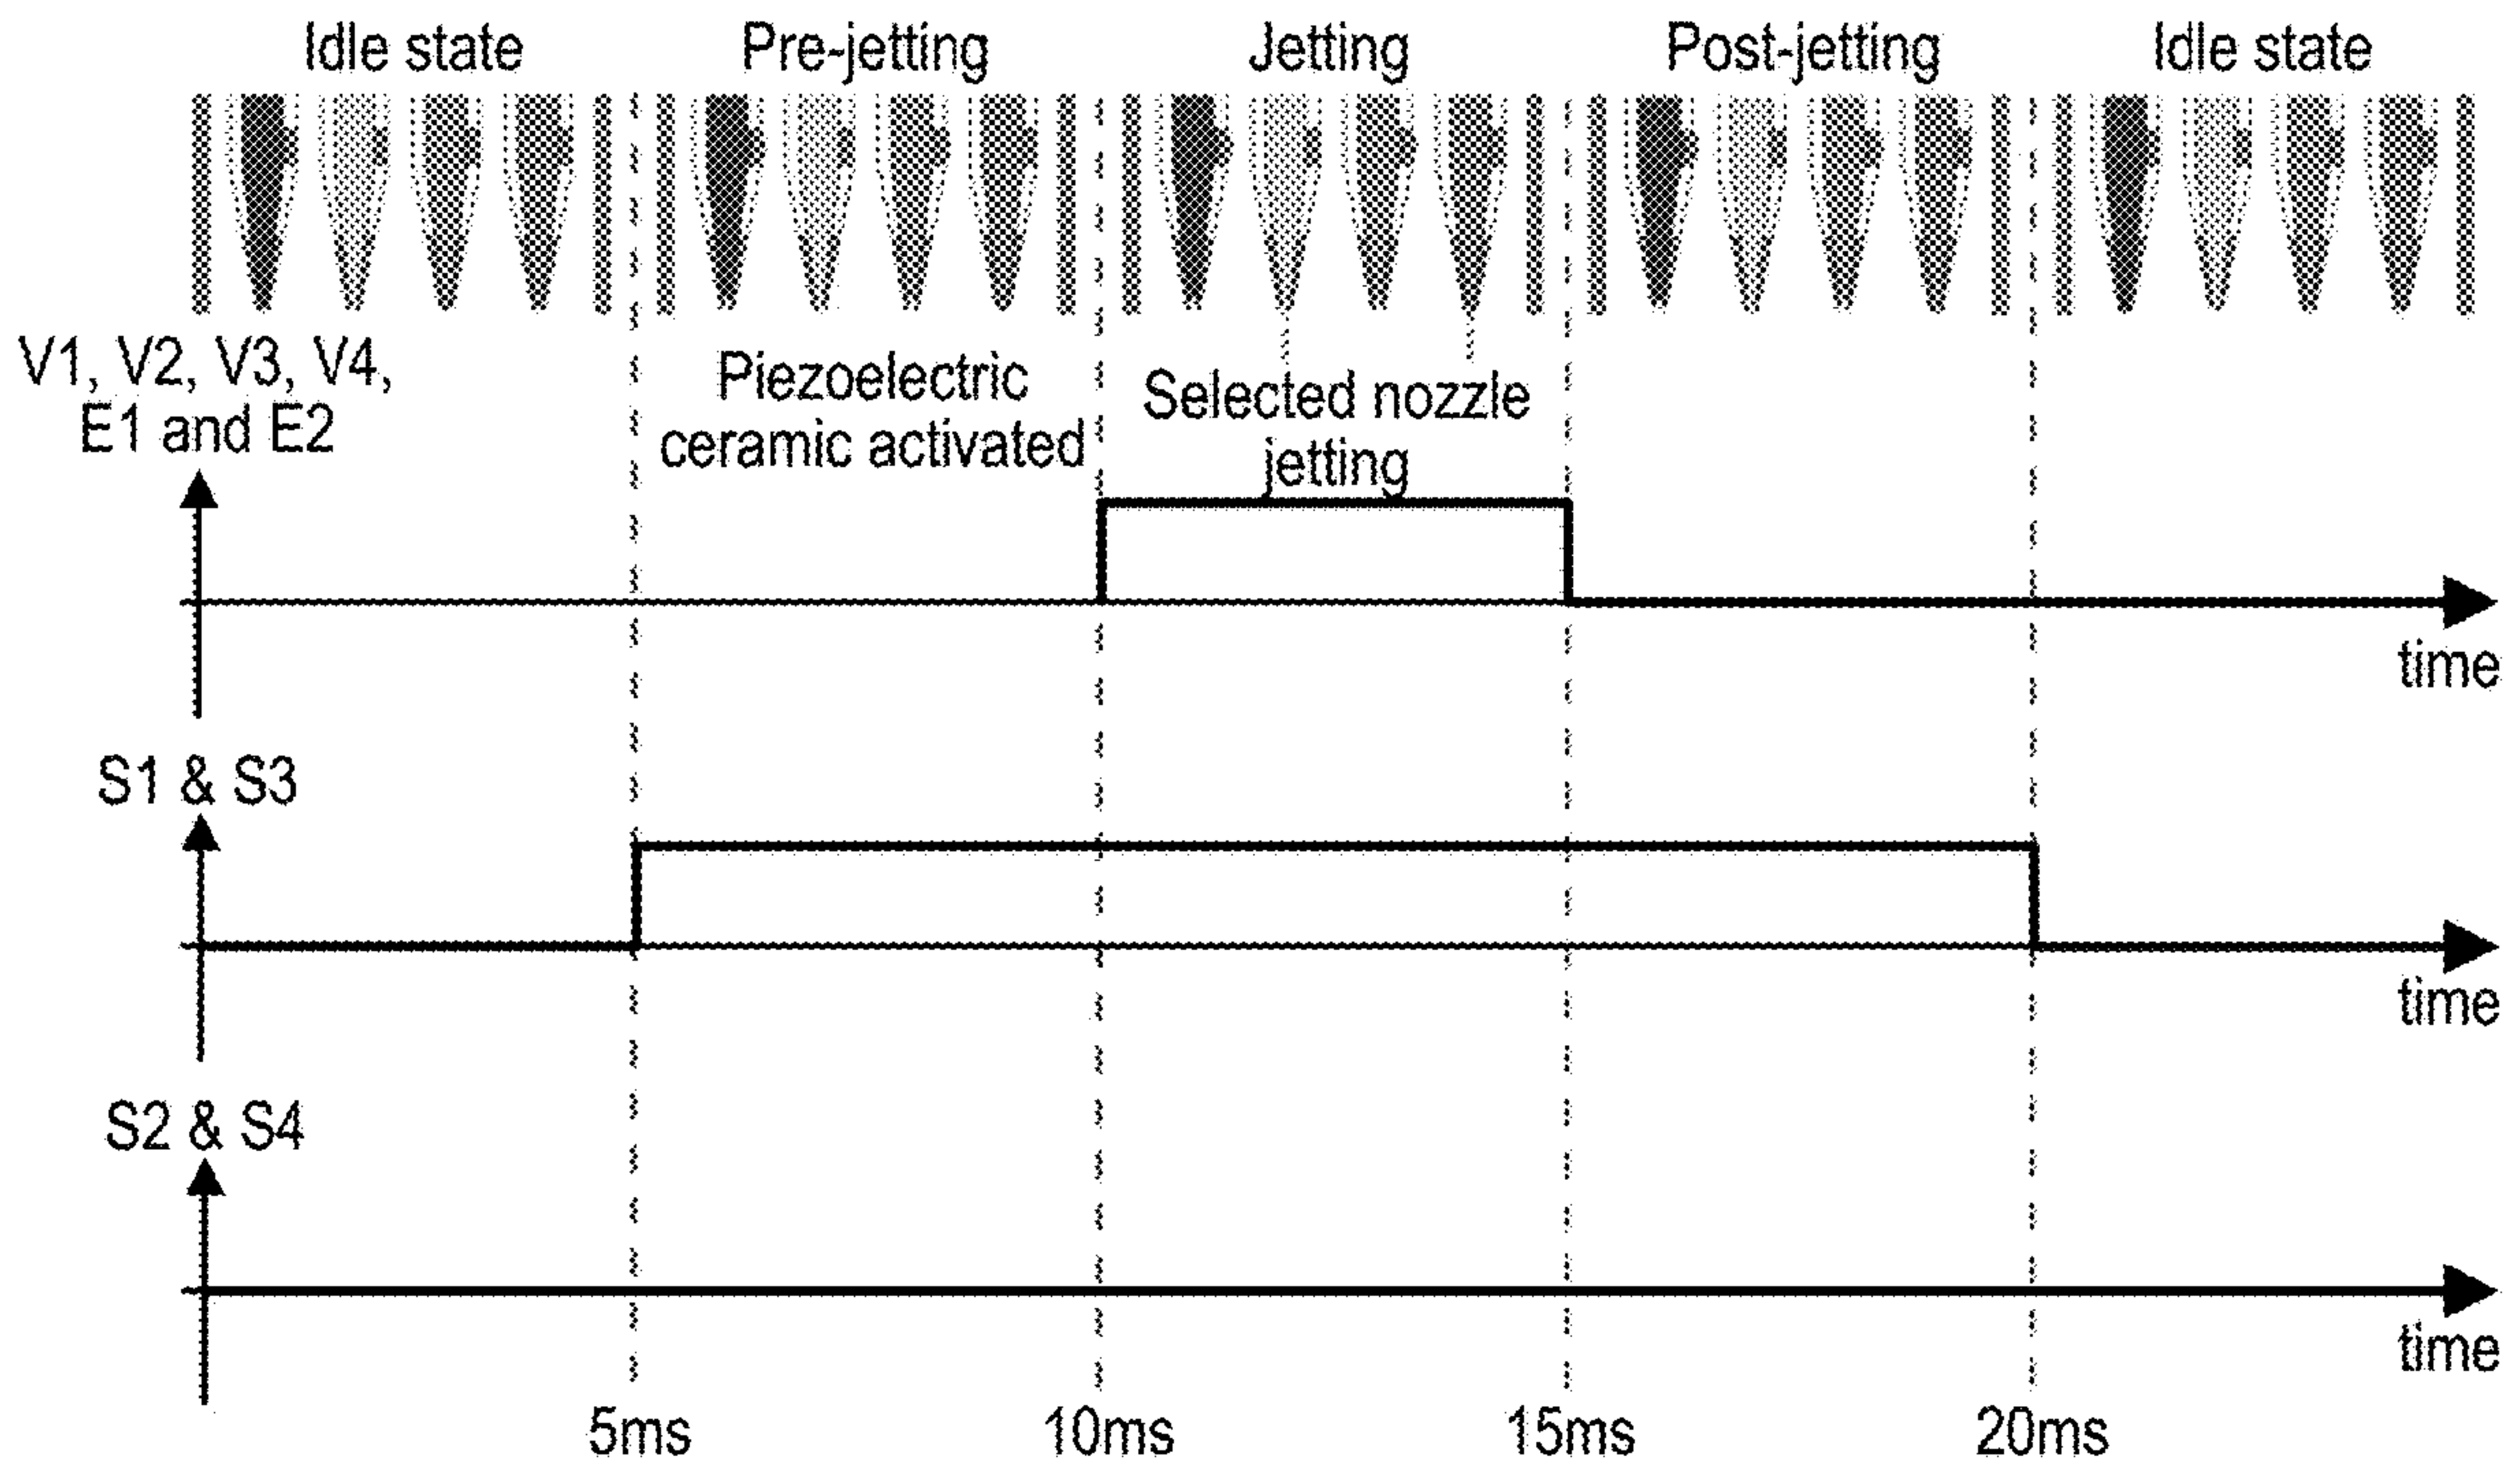 Idle state
Pre-jetting
Jetting
Post-jetting
Idle state
V1, V2, V3, V4,
E1 and E2
Piezoelectric
ceramic activated
Selected nozzle
jetting
time
S1 & S3
time
S2 & S4
time
5ms
10ms
15ms
20ms